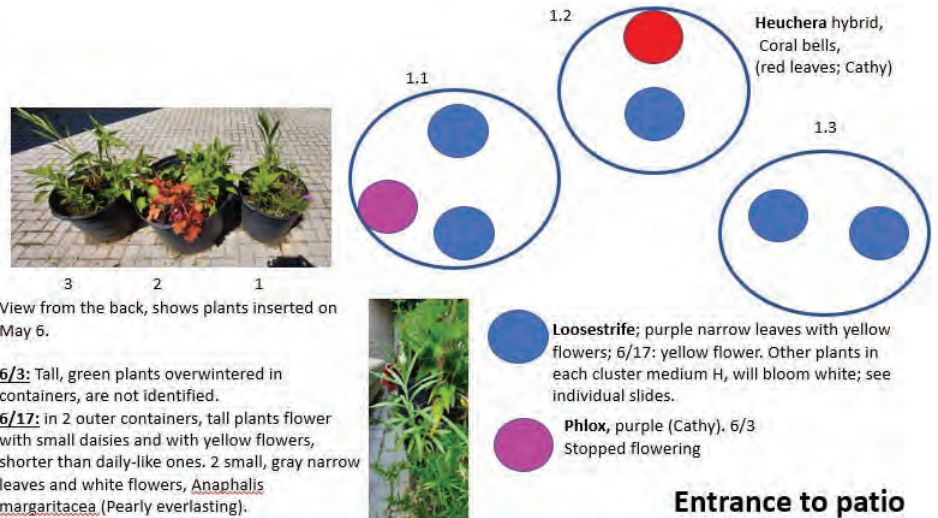 1.2
Heuchera hybrid,
Coral bells,
(red leaves; Cathy)
1.1
1.3
3 2 1
View from the back, shows plants inserted on
May 6.
6/3: Tall, green plants overwintered in
containers, are not identified.
6/17: in 2 outer containers, tall plants flower
with small daisies and with yellow flowers,
shorter than daily-like ones. 2 small, gray narrow
leaves and white flowers, Anaphalis
margaritacea (Pearly everlasting).
Loosestrife; purple narrow leaves with yellow
flowers; 6/17: yellow flower. Other plants in
each cluster medium H, will bloom white; see
individual slides.
Phlox, purple (Cathy). 6/3
Stopped flowering
Entrance to patio